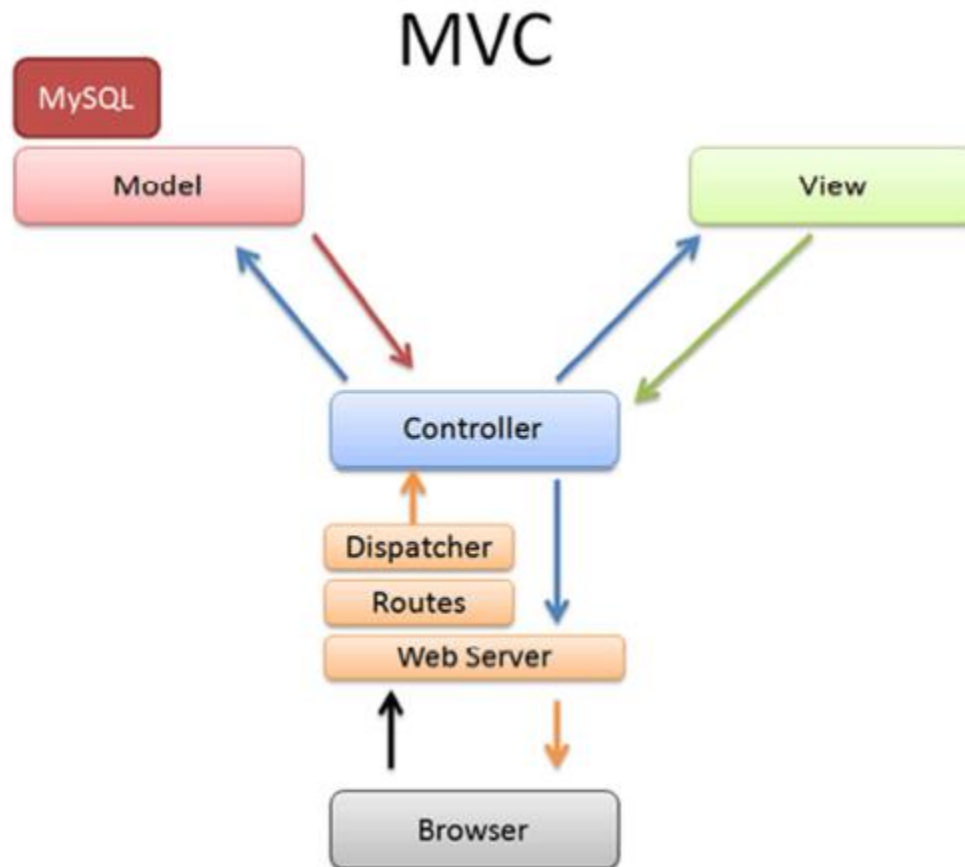 MVC
MySQL
Model
View
Controller
Dispatcher
Routes
Web Server
Browser